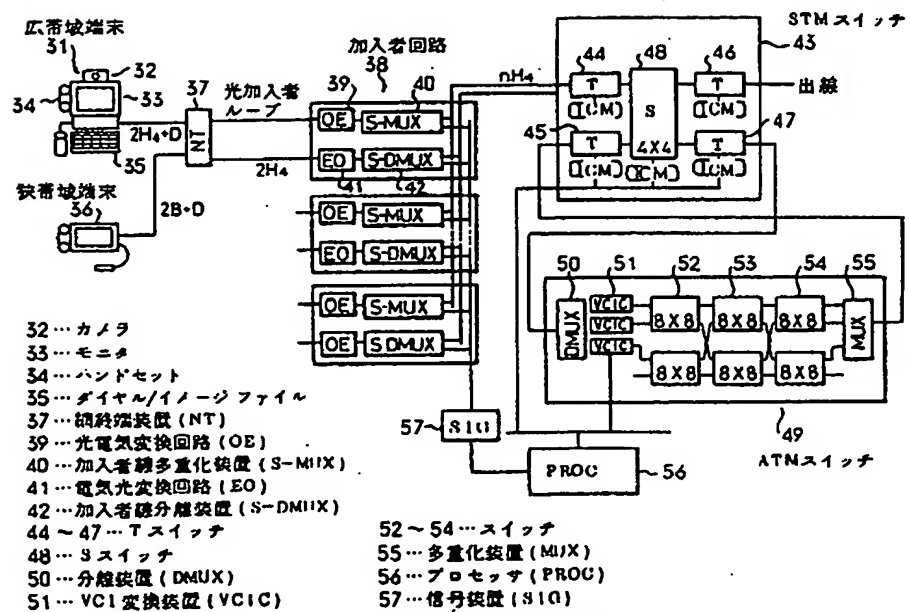 広帯域端末
31
32
33
34
35
2H₄+D
狭帯域端末
36
2B+D
37
NT
光加入者
ループ
2H₄
加入者回路
38
39
40
OE
S-MUX
EO
S-DMUX
41
42
OE
S-MUX
EO
S-DMUX
OE
S-MUX
OE
S-DMUX
nH₄
STMスイッチ
43
44
48
46
T
(ICM)
S
4X4
(ICM)
T
(ICM)
出線
45
T
(ICM)
47
T
(ICM)
50
51
52
53
54
55
DMUX
VCIC
VCIC
VCIC
8X8
8X8
8X8
8X8
8X8
8X8
MUX
49
ATMスイッチ
57
SIG
PROC
56
32…カメラ
33…モニタ
34…ハンドセット
35…ダイヤル/イメージファイル
37…網終端装置(NT)
39…光電気変換回路(OE)
40…加入者線多重化装置(S-MUX)
41…電気光変換回路(EO)
42…加入者線分離装置(S-DMUX)
44～47…Tスイッチ
48…Sスイッチ
50…分離装置(DMUX)
51…VCI変換装置(VCIC)
52～54…スイッチ
55…多重化装置(MUX)
56…プロセッサ(PROC)
57…信号装置(SIG)